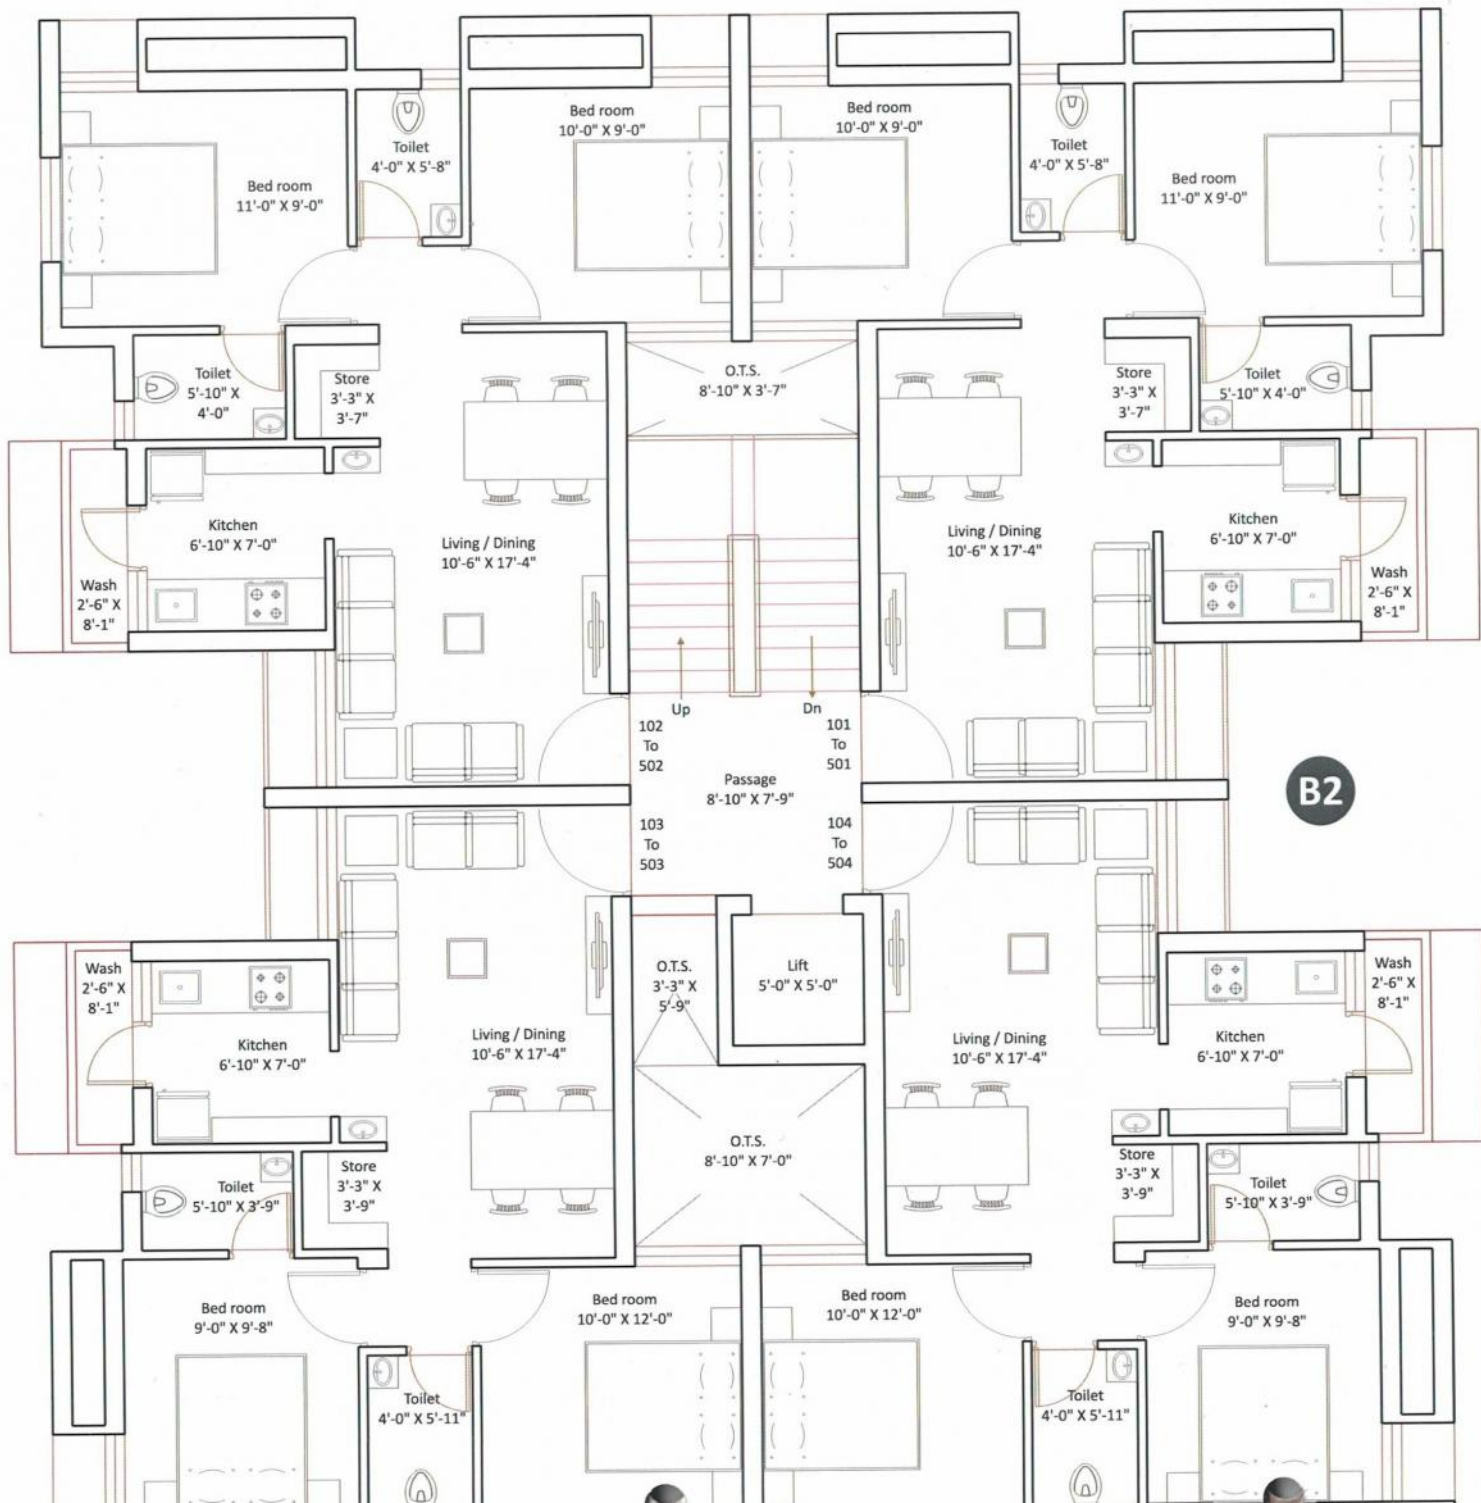 Bed room
11'-0" X 9'-0"
Toilet
4'-0" X 5'-8"
Bed room
10'-0" X 9'-0"
Bed room
10'-0" X 9'-0"
Toilet
4'-0" X 5'-8"
Bed room
11'-0" X 9'-0"
Toilet
5'-10" X
4'-0"
Store
3'-3" X
3'-7"
O.T.S.
8'-10" X 3'-7"
Store
3'-3" X
3'-7"
Toilet
5'-10" X 4'-0"
Kitchen
6'-10" X 7'-0"
Living / Dining
10'-6" X 17'-4"
Living / Dining
10'-6" X 17'-4"
Kitchen
6'-10" X 7'-0"
Wash
2'-6" X
8'-1"
Wash
2'-6" X
8'-1"
Up
Dn
102
To
502
101
To
501
Passage
8'-10" X 7'-9"
B2
103
To
503
104
To
504
Wash
2'-6" X
8'-1"
O.T.S.
3'-3" X
5'-9"
Lift
5'-0" X 5'-0"
Wash
2'-6" X
8'-1"
Kitchen
6'-10" X 7'-0"
Living / Dining
10'-6" X 17'-4"
Living / Dining
10'-6" X 17'-4"
Kitchen
6'-10" X 7'-0"
Toilet
5'-10" X 3'-9"
Store
3'-3" X
3'-9"
O.T.S.
8'-10" X 7'-0"
Store
3'-3" X
3'-9"
Toilet
5'-10" X 3'-9"
Bed room
9'-0" X 9'-8"
Bed room
10'-0" X 12'-0"
Bed room
10'-0" X 12'-0"
Bed room
9'-0" X 9'-8"
Toilet
4'-0" X 5'-11"
Toilet
4'-0" X 5'-11"